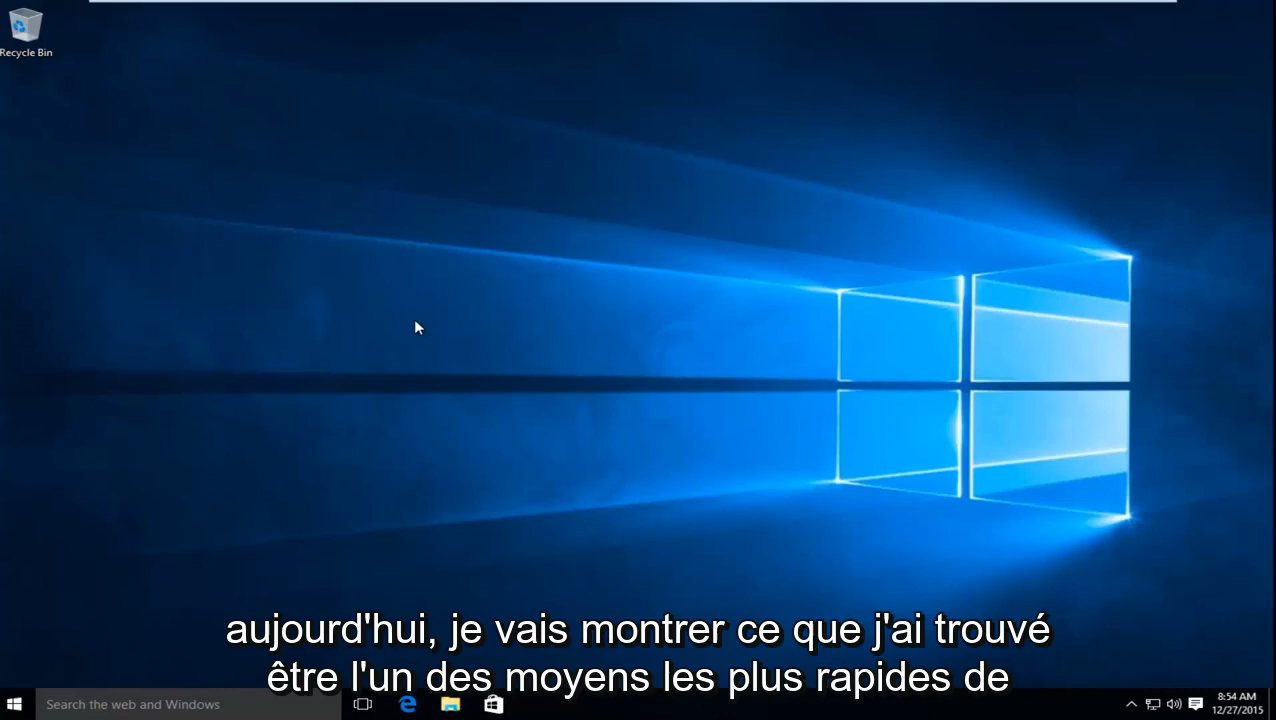 Recycle Bin
aujourd'hui, je vais montrer ce que j'ai trouvé
être l'un des moyens les plus rapides de
Search the web and Windows
8:54 AM
12/27/2015